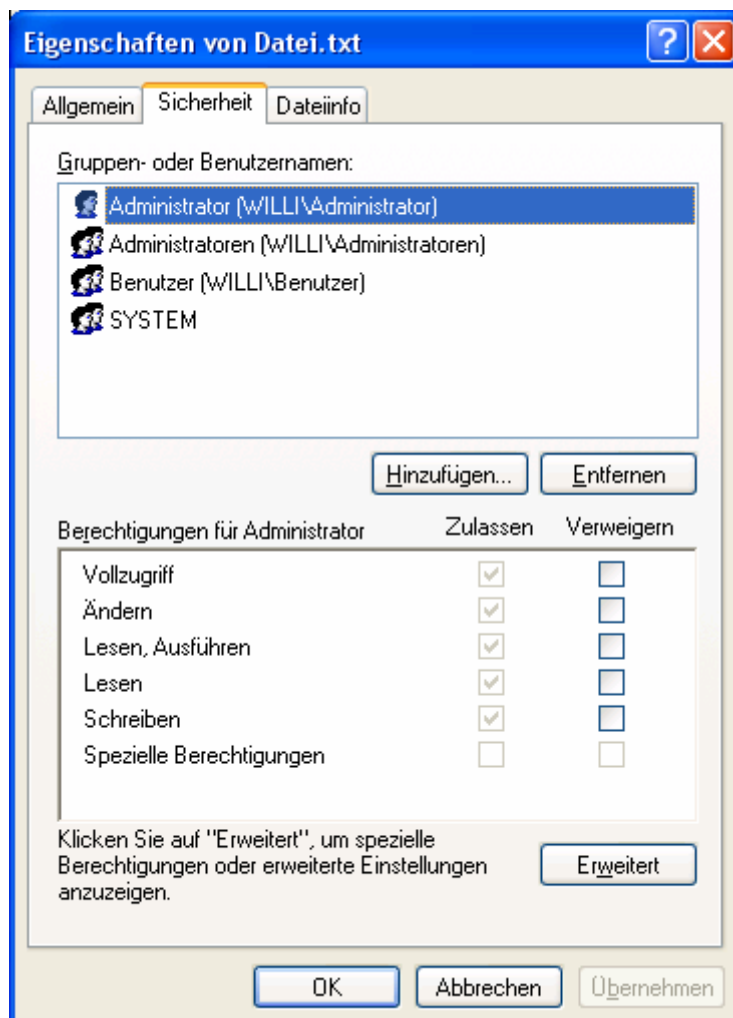 Eigenschaften von Datei.txt
Allgemein Sicherheit Dateiinfo
Gruppen- oder Benutzernamen:
Administrator (WILLI\Administrator)
Administratoren (WILLI\Administratoren)
Benutzer (WILLI\Benutzer)
SYSTEM
Hinzufügen... Entfernen
Berechtigungen für Administrator Zulassen Verweigern
Vollzugriff
Ändern
Lesen, Ausführen
Lesen
Schreiben
Spezielle Berechtigungen
Klicken Sie auf "Erweitert", um spezielle
Berechtigungen oder erweiterte Einstellungen
anzuzeigen.
Erweitert
OK Abbrechen Übernehmen